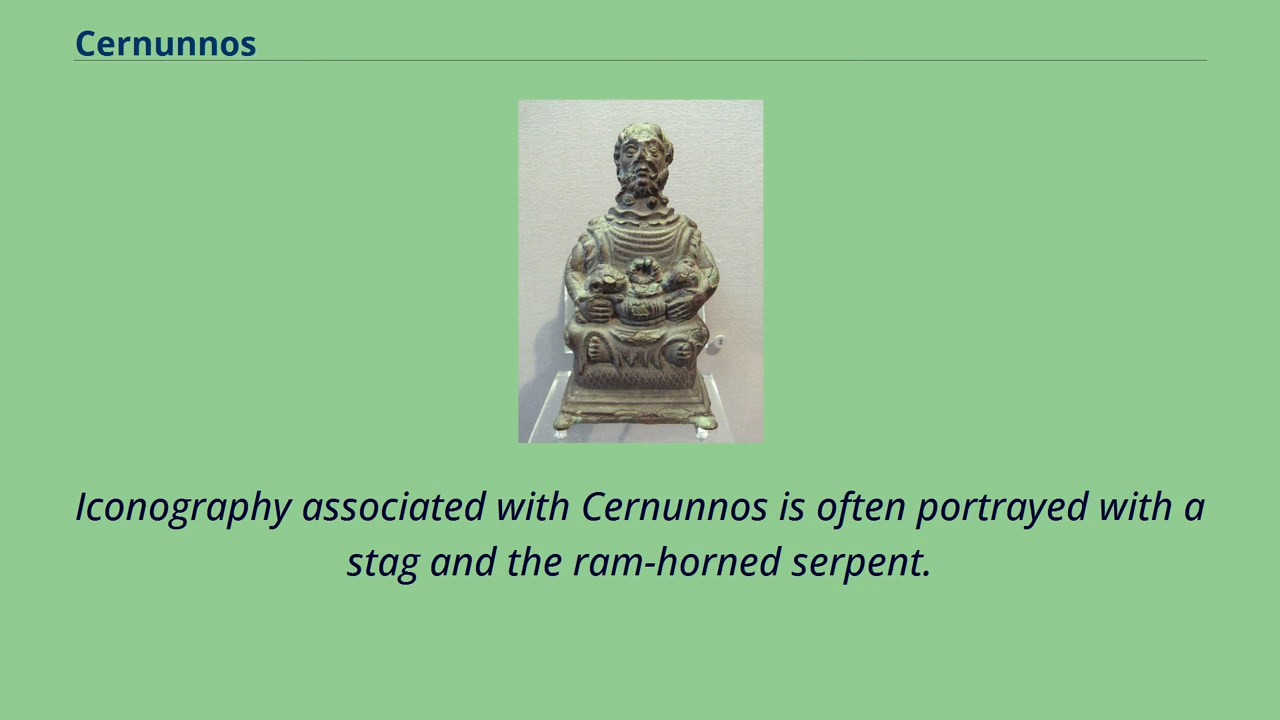 Cernunnos
Iconography associated with Cernunnos is often portrayed with a
stag and the ram-horned serpent.